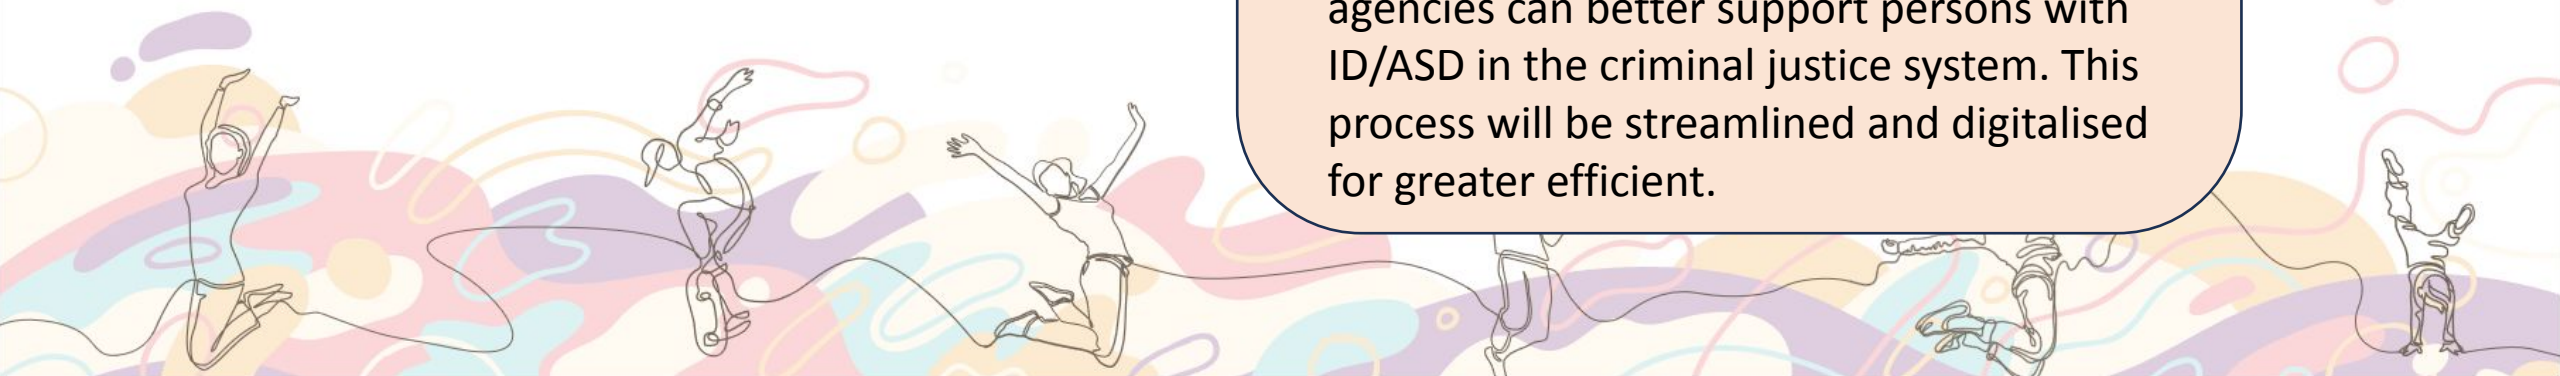 agencies can better support persons with
ID/ASD in the criminal justice system. This
process will be streamlined and digitalised
for greater efficient.